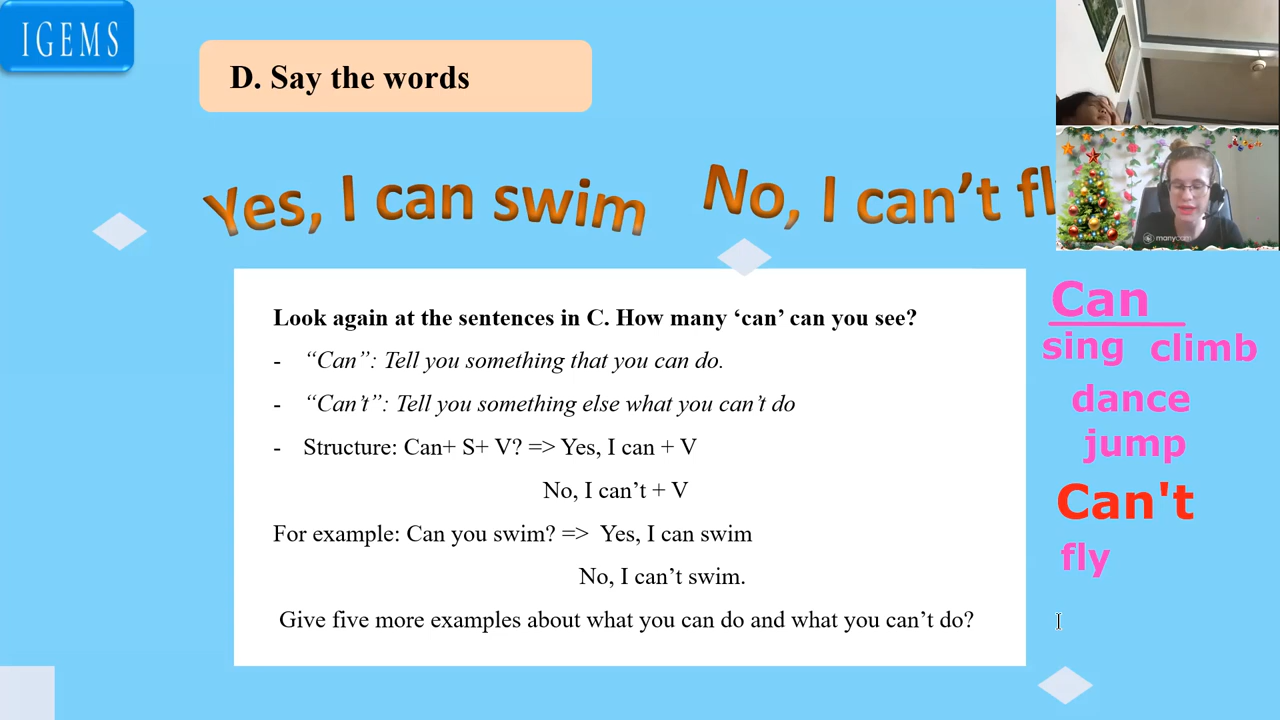 IGEMS
D. Say the words
Yes, I can swim
No, I can’t fl
Look again at the sentences in C. How many ‘can’ can you see?
- “Can”: Tell you something that you can do.
- “Can’t”: Tell you something else what you can’t do
- Structure: Can+ S+ V? => Yes, I can + V
No, I can’t + V
For example: Can you swim? => Yes, I can swim
No, I can’t swim.
Give five more examples about what you can do and what you can’t do?
manycam
Can
sing climb
dance
jump
Can't
fly